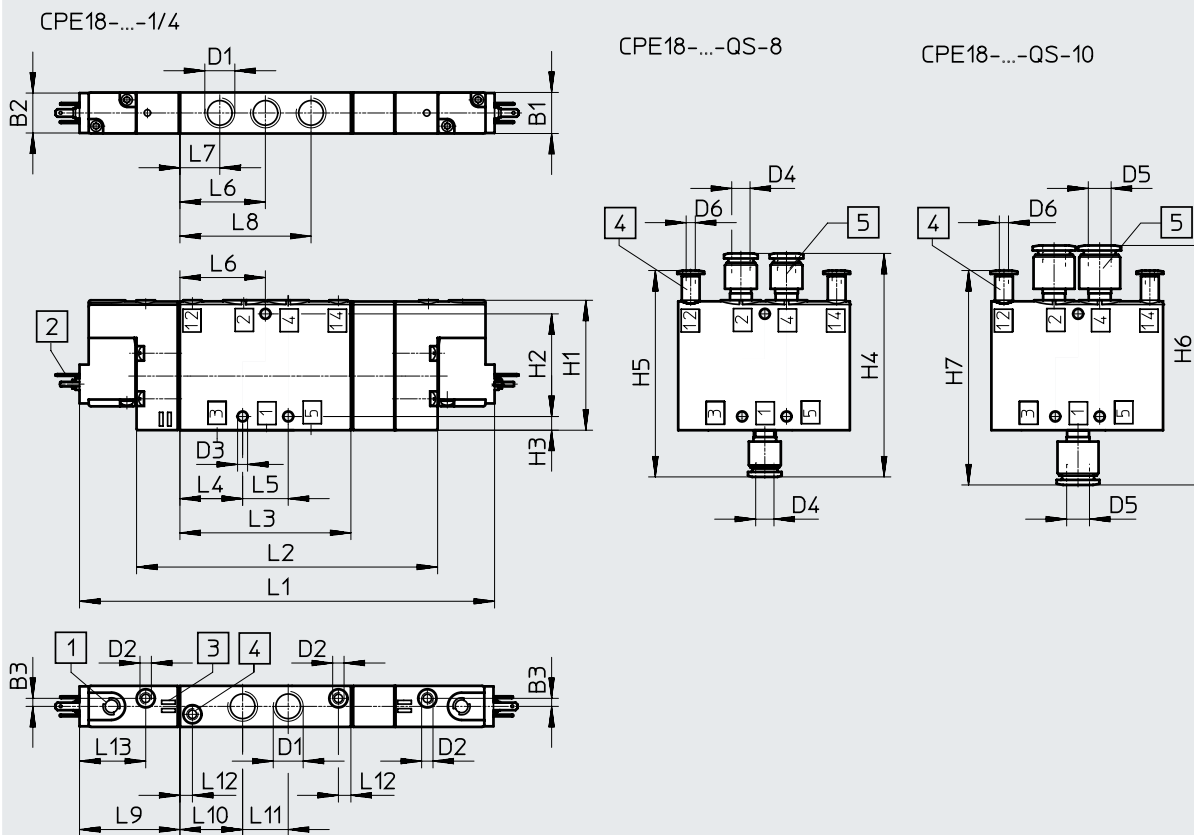 CPE18-...-1/4
CPE18-...-QS-8
CPE18-...-QS-10
D1
B2
B1
L7
L6
L8
L6
2
12
2
4
14
3
1
5
H2
H1
H3
D3
L4
L5
L3
L2
L1
D4
D6
4
5
12
2
4
14
3
1
5
H5
H4
D4
D5
D6
4
5
12
2
4
14
3
1
5
H7
H6
D5
1
D2
3
4
D2
B3
B3
L13
D1
D2
L12
L12
L9
L10
L11